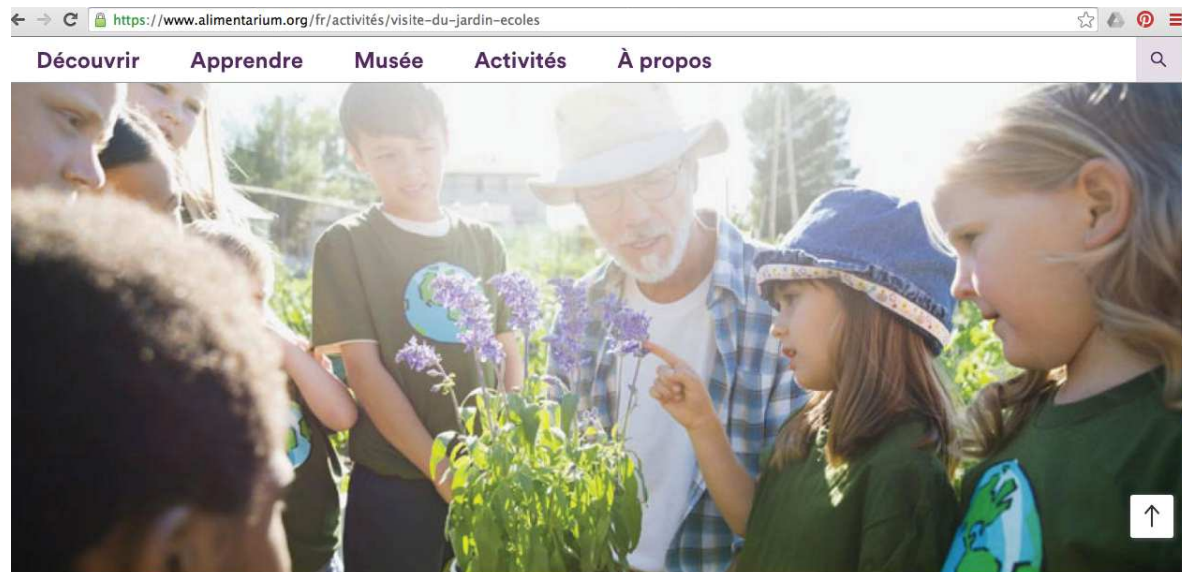 https://www.alimentarium.org/fr/activités/visite-du-jardin-ecoles
Découvrir Apprendre Musée Activités À propos